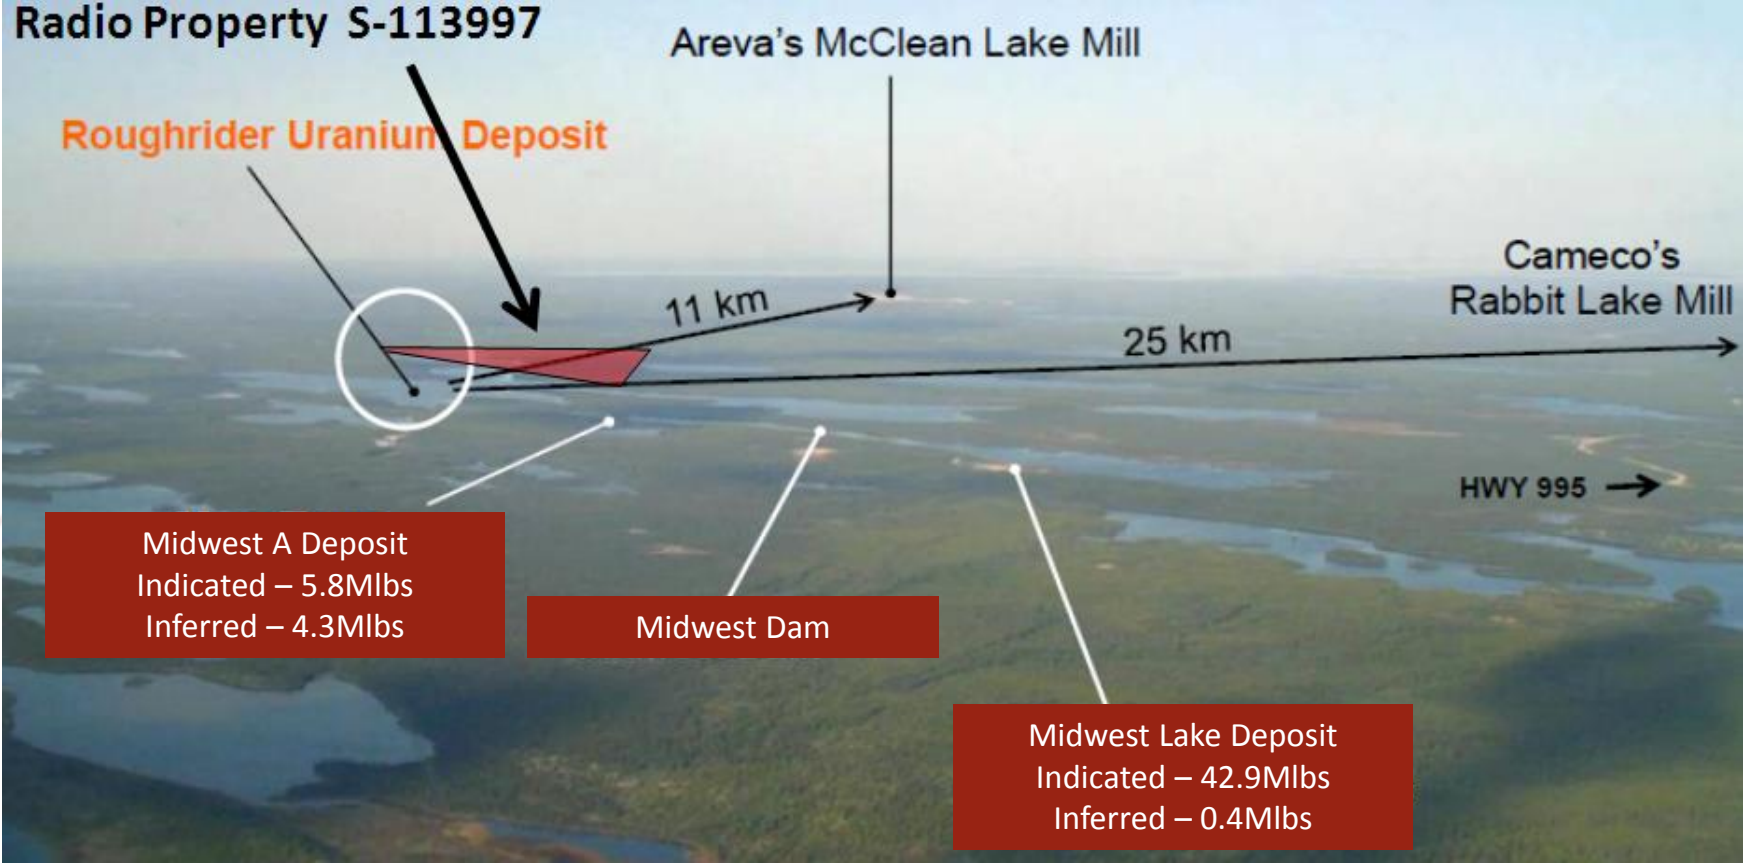 Radio Property S-113997
Areva's McClean Lake Mill
Roughrider Uranium Deposit
Cameco's
Rabbit Lake Mill
11 km
25 km
HWY 995
Midwest A Deposit
Indicated – 5.8Mlbs
Inferred – 4.3Mlbs
Midwest Dam
Midwest Lake Deposit
Indicated – 42.9Mlbs
Inferred – 0.4Mlbs